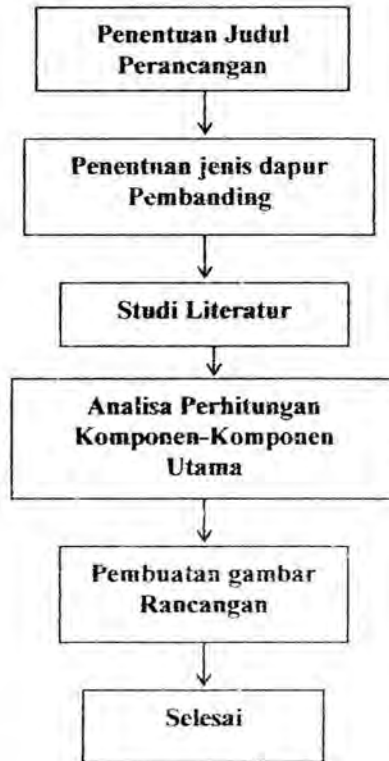 Penentuan Judul
Perancangan
Penentuan jenis dapur
Pembanding
Studi Literatur
Analisa Perhitungan
Komponen-Komponen
Utama
Pembuatan gambar
Rancangan
Selesai